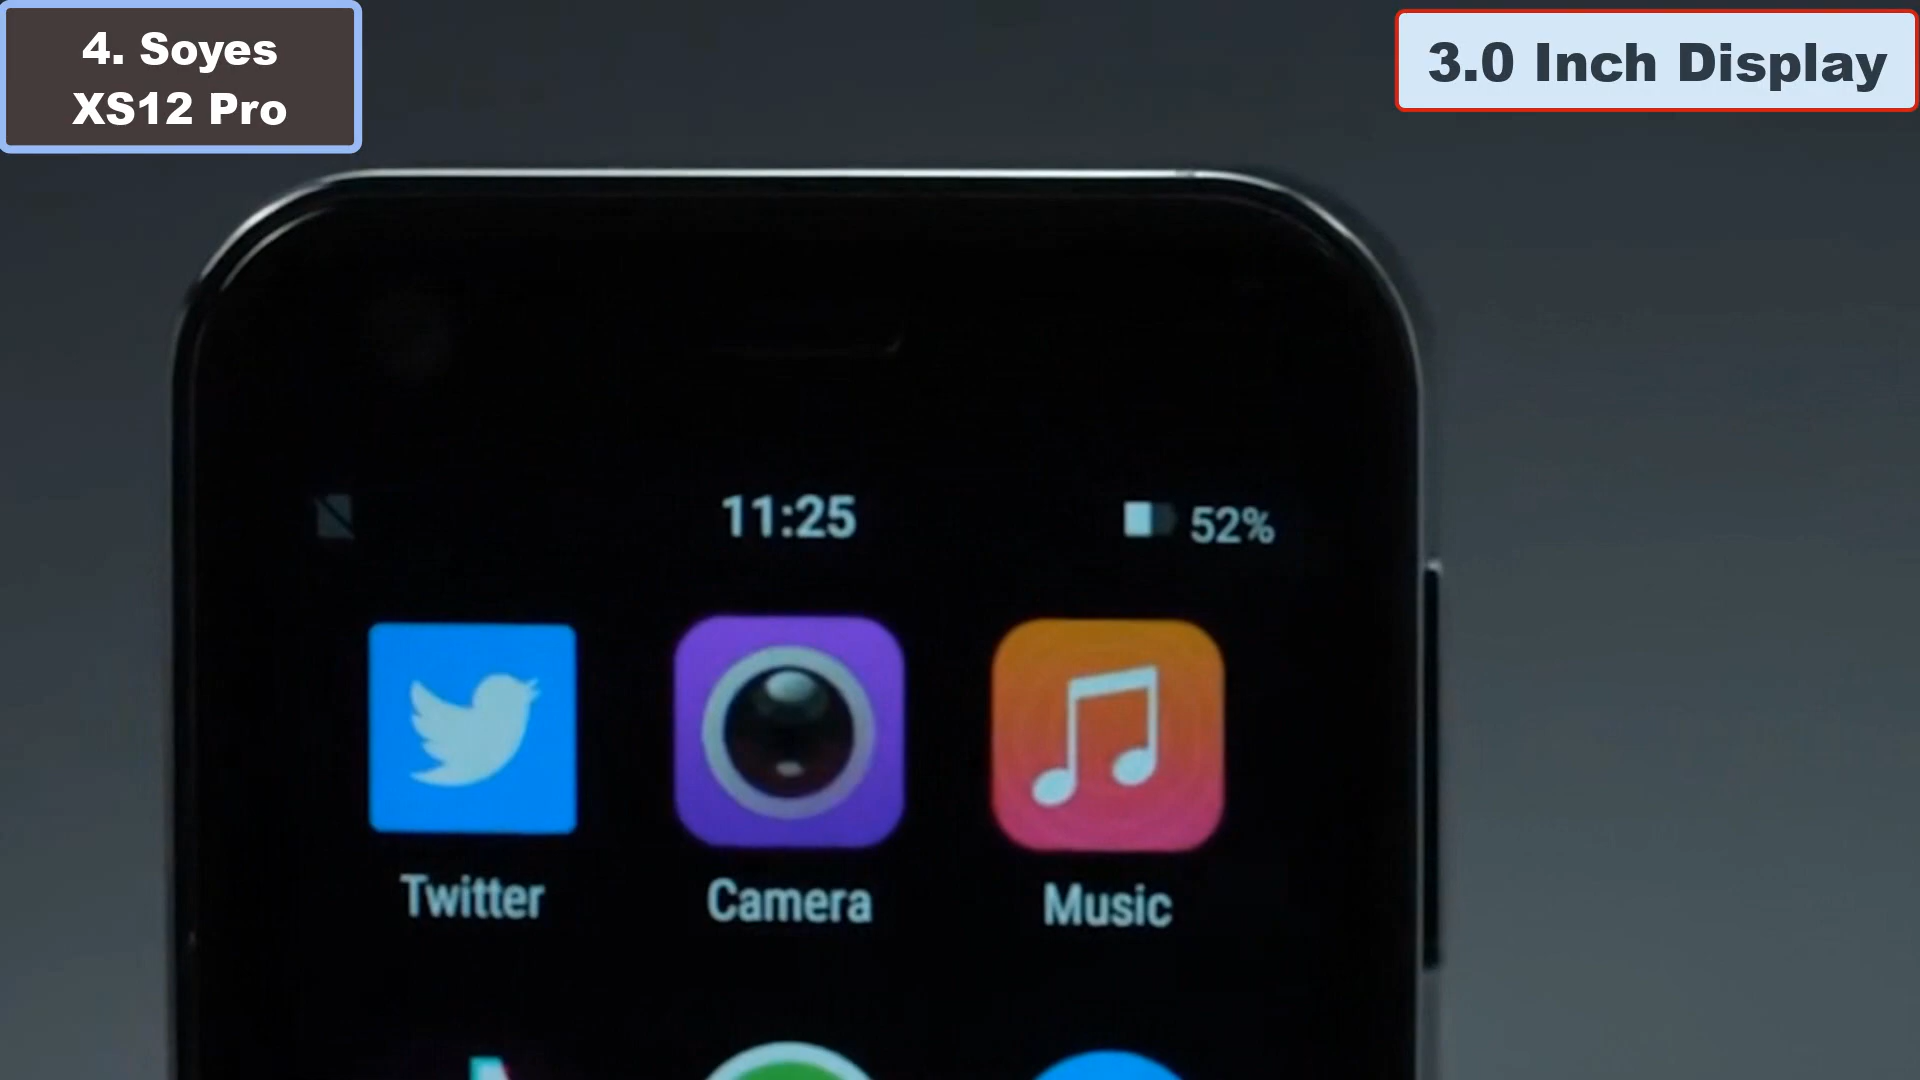 4. Soyes
XS12 Pro
3.0 Inch Display
11:25
52%
Twitter
Camera
Music